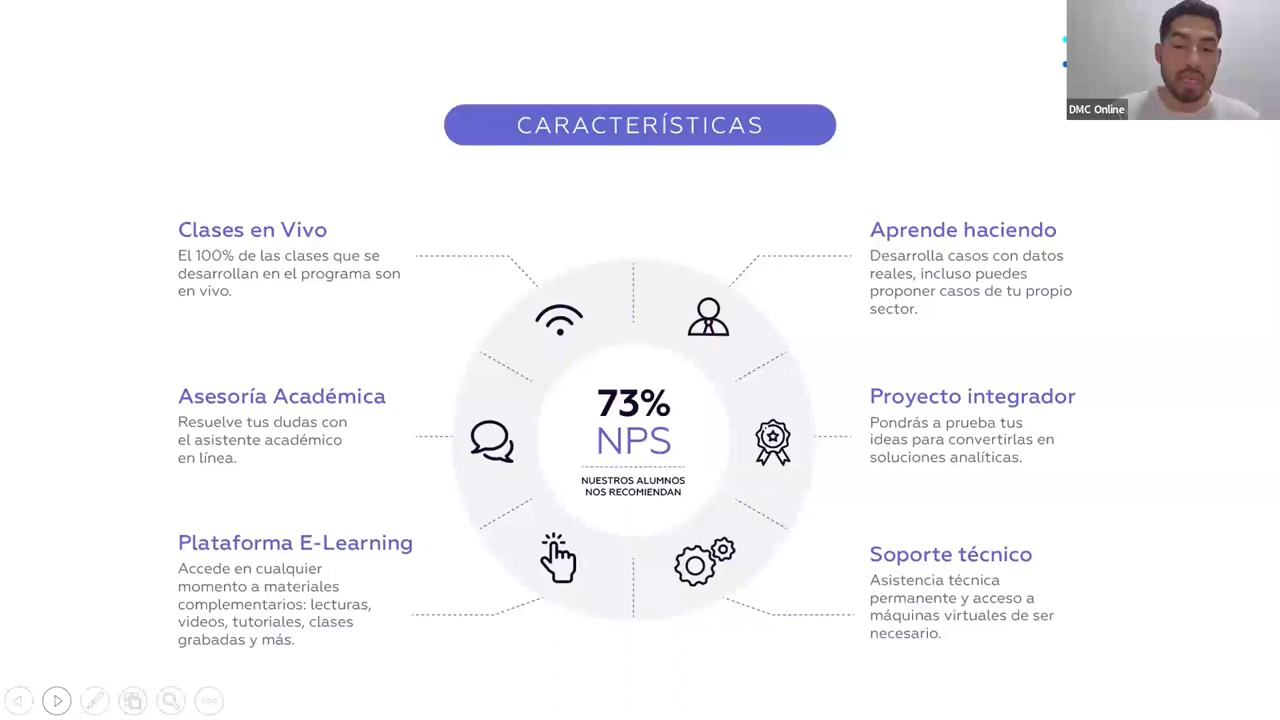 DMC Online
CARACTERÍSTICAS
Clases en Vivo
El 100% de las clases que se
desarrollan en el programa son
en vivo.
Asesoría Académica
Resuelve tus dudas con
el asistente académico
en línea.
Plataforma E-Learning
Accede en cualquier
momento a materiales
complementarios: lecturas,
videos, tutoriales, clases
grabadas y más.
73%
NPS
NUESTROS ALUMNOS
NOS RECOMIENDAN
Aprende haciendo
Desarrolla casos con datos
reales, incluso puedes
proponer casos de tu propio
sector.
Proyecto integrador
Pondrás a prueba tus
ideas para convertirlas en
soluciones analíticas.
Soporte técnico
Asistencia técnica
permanente y acceso a
máquinas virtuales de ser
necesario.